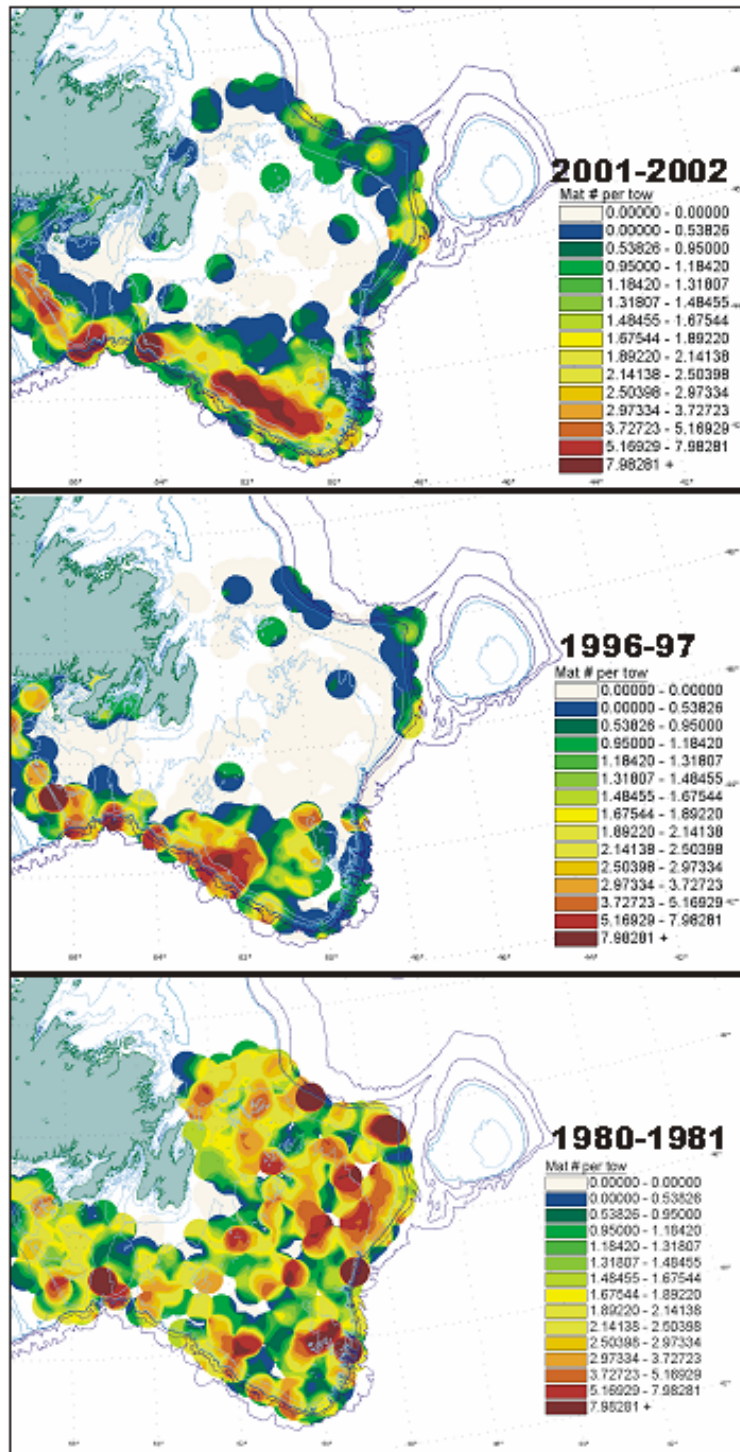 2001-2002
Mat # per tow
0.00000 - 0.00000
0.00000 - 0.53826
0.53826 - 0.95000
0.95000 - 1.18420
1.18420 - 1.31807
1.31807 - 1.48455
1.48455 - 1.67544
1.67544 - 1.89220
1.89220 - 2.14138
2.14138 - 2.50398
2.50398 - 2.97334
2.97334 - 3.72723
3.72723 - 5.16929
5.16929 - 7.98281
7.98281 +
1996-97
Mat # per tow
0.00000 - 0.00000
0.00000 - 0.53826
0.53826 - 0.95000
0.95000 - 1.18420
1.18420 - 1.31807
1.31807 - 1.48455
1.48455 - 1.67544
1.67544 - 1.89220
1.89220 - 2.14138
2.14138 - 2.50398
2.50398 - 2.97334
2.97334 - 3.72723
3.72723 - 5.16929
5.16929 - 7.98281
7.98281 +
1980-1981
Mat # per tow
0.00000 - 0.00000
0.00000 - 0.53826
0.53826 - 0.95000
0.95000 - 1.18420
1.18420 - 1.31807
1.31807 - 1.48455
1.48455 - 1.67544
1.67544 - 1.89220
1.89220 - 2.14138
2.14138 - 2.50398
2.50398 - 2.97334
2.97334 - 3.72723
3.72723 - 5.16929
5.16929 - 7.98281
7.98281 +